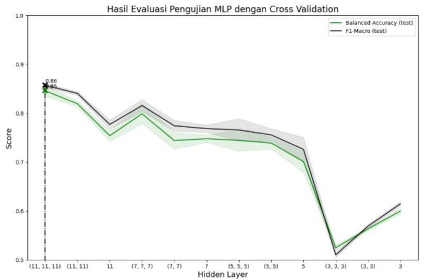 Hasil Evaluasi Pengujian MLP dengan Cross Validation
Balanced Accuracy (test)
F1-Macro (test)
1.0
0.9
0.8
0.7
0.6
0.5
Score
0.86
(11, 11, 11)
(11, 11)
11
(7, 7, 7)
(7, 7)
7
(5, 5, 5)
(5, 5)
5
(3, 3, 3)
(3, 3)
3
Hidden Layer